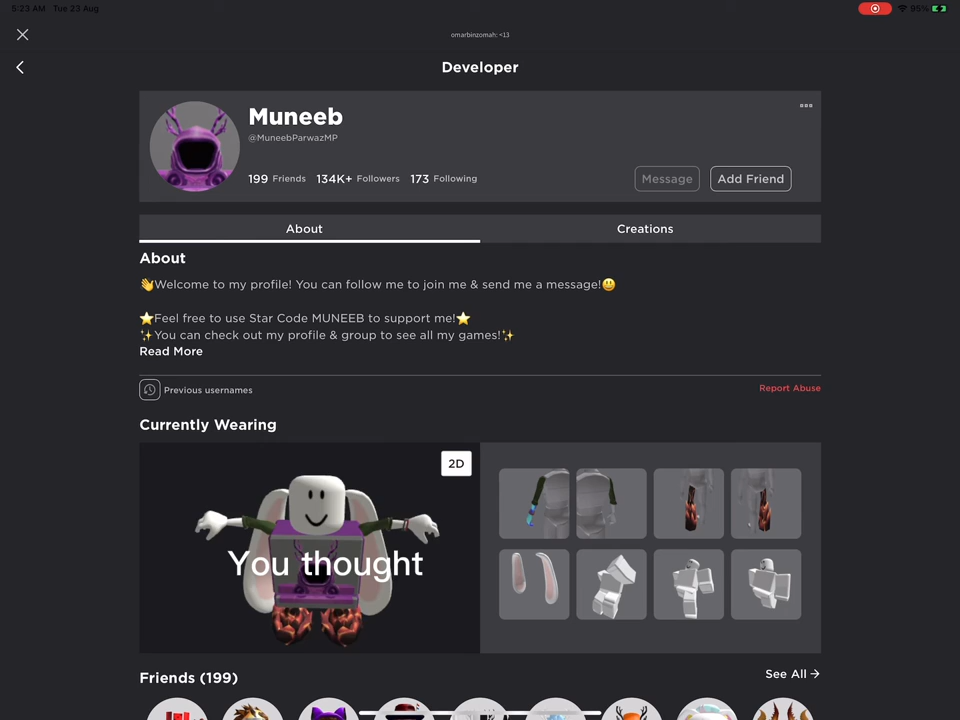 5:23 AM Tue 23 Aug
95%
omarbinzomah: <13
Developer
Muneeb
@MuneebParwazMP
199 Friends 134K+ Followers 173 Following
Message
Add Friend
About
Creations
About
👋Welcome to my profile! You can follow me to join me & send me a message!😃
⭐Feel free to use Star Code MUNEEB to support me!⭐
✨You can check out my profile & group to see all my games!✨
Read More
Previous usernames
Report Abuse
Currently Wearing
2D
You thought
Friends (199)
See All →